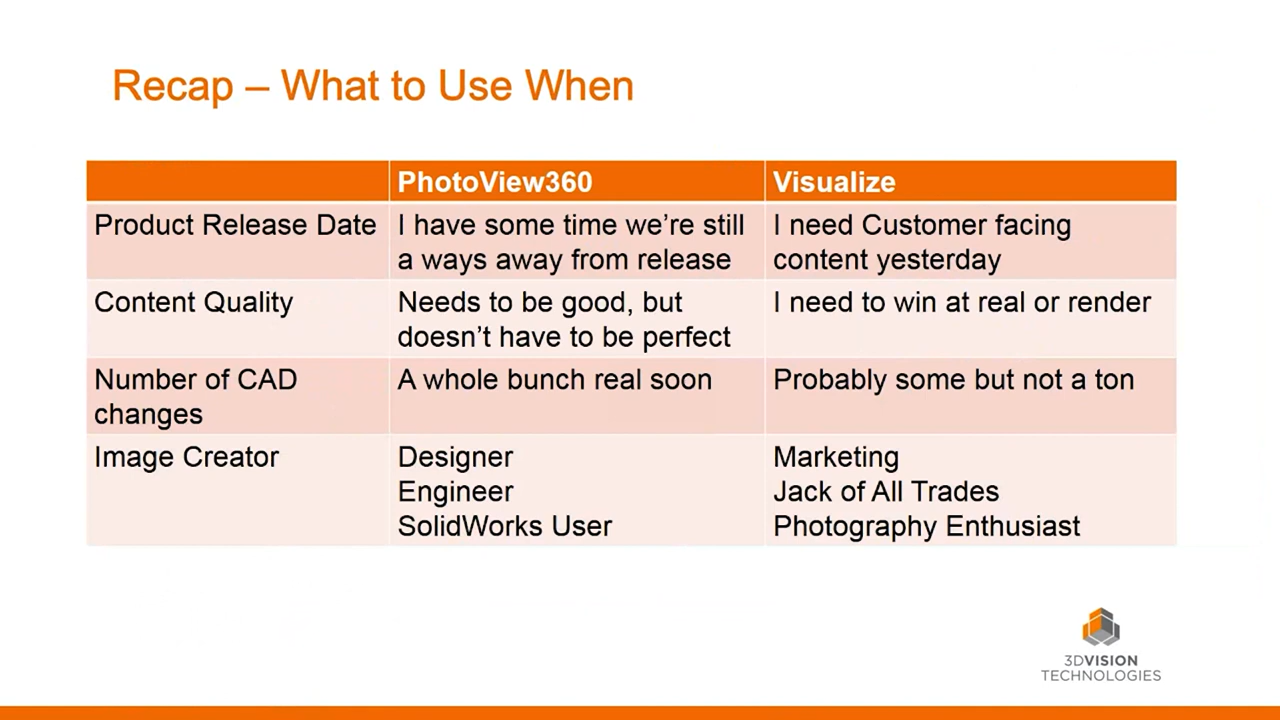 Recap – What to Use When
PhotoView360
Visualize
Product Release Date
I have some time we’re still
a ways away from release
I need Customer facing
content yesterday
Content Quality
Needs to be good, but
doesn’t have to be perfect
I need to win at real or render
Number of CAD
changes
A whole bunch real soon
Probably some but not a ton
Image Creator
Designer
Engineer
SolidWorks User
Marketing
Jack of All Trades
Photography Enthusiast
3DVISION
TECHNOLOGIES